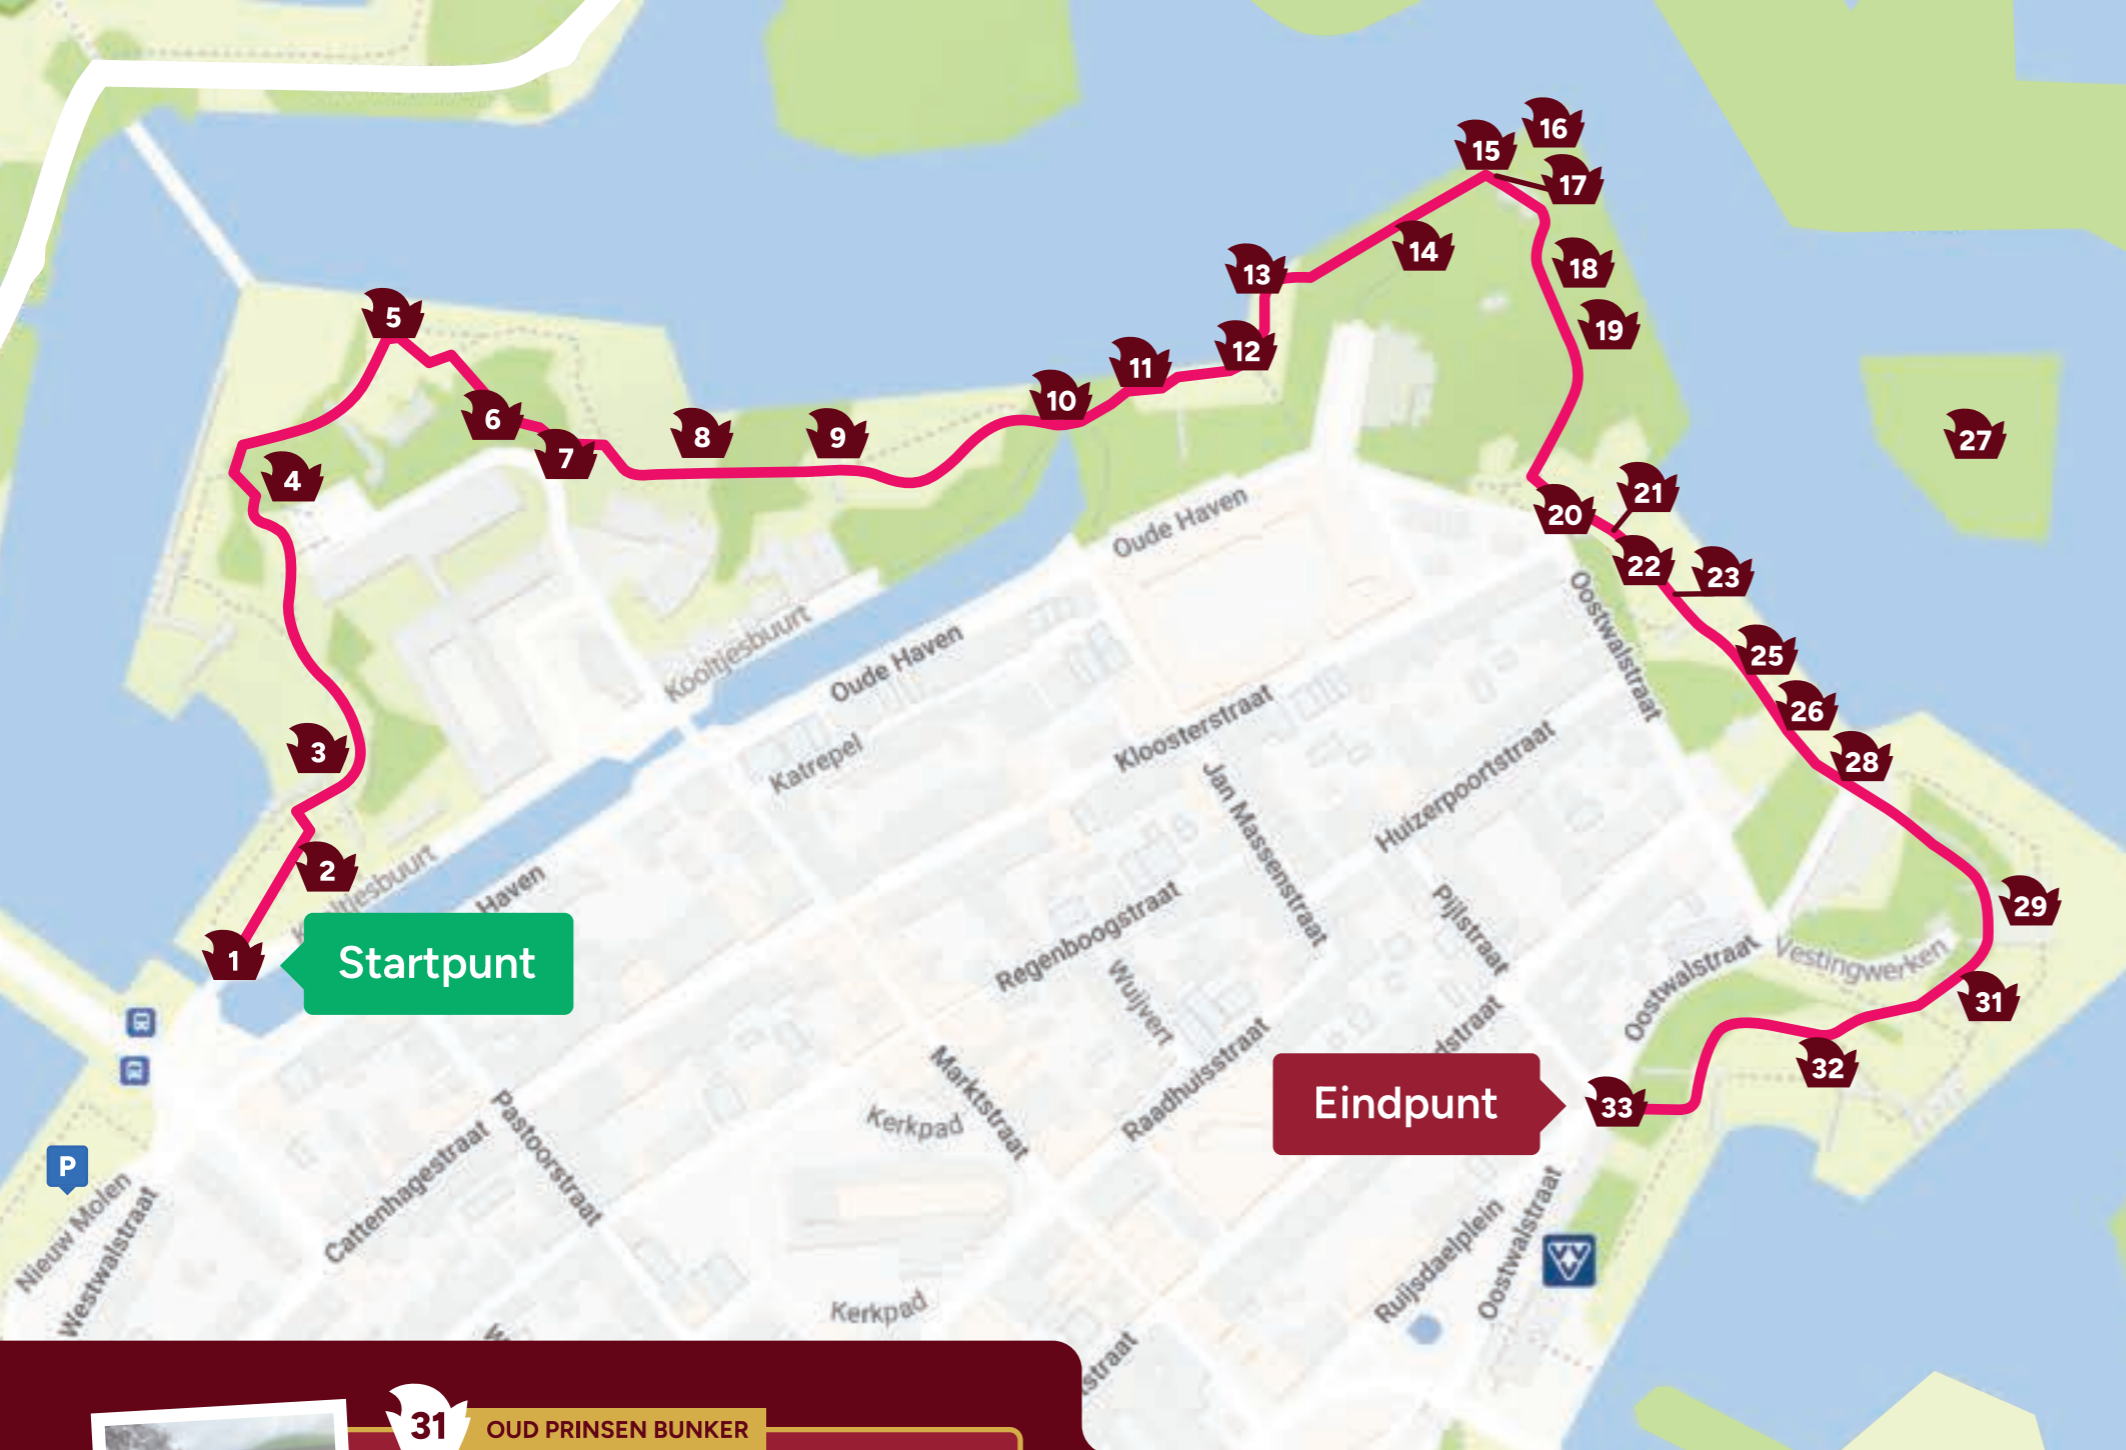 16
15
17
14
18
13
19
5
12
11
10
6
8
9
7
27
4
21
20
22
23
Oude Haven
Oostwalstraat
Kooltjesbuurt
Oude Haven
25
26
28
3
Katrepel
Kloosterstraat
Jan Massenstraat
Huizerpoortstraat
2
Haven
Regenboogstraat
Pijlstraat
29
1
Startpunt
Wuijvert
Oostwalstraat
Vestingwerken
31
32
Eindpunt
33
Raadhuisstraat
Marktstraat
Kerkpad
Pastoorstraat
Cattenhagestraat
P
Nieuw Molen
Westwalstraat
Ruijsdaelplein
Oostwalstraat
VVV
Kerkpad
31
OUD PRINSEN BUNKER